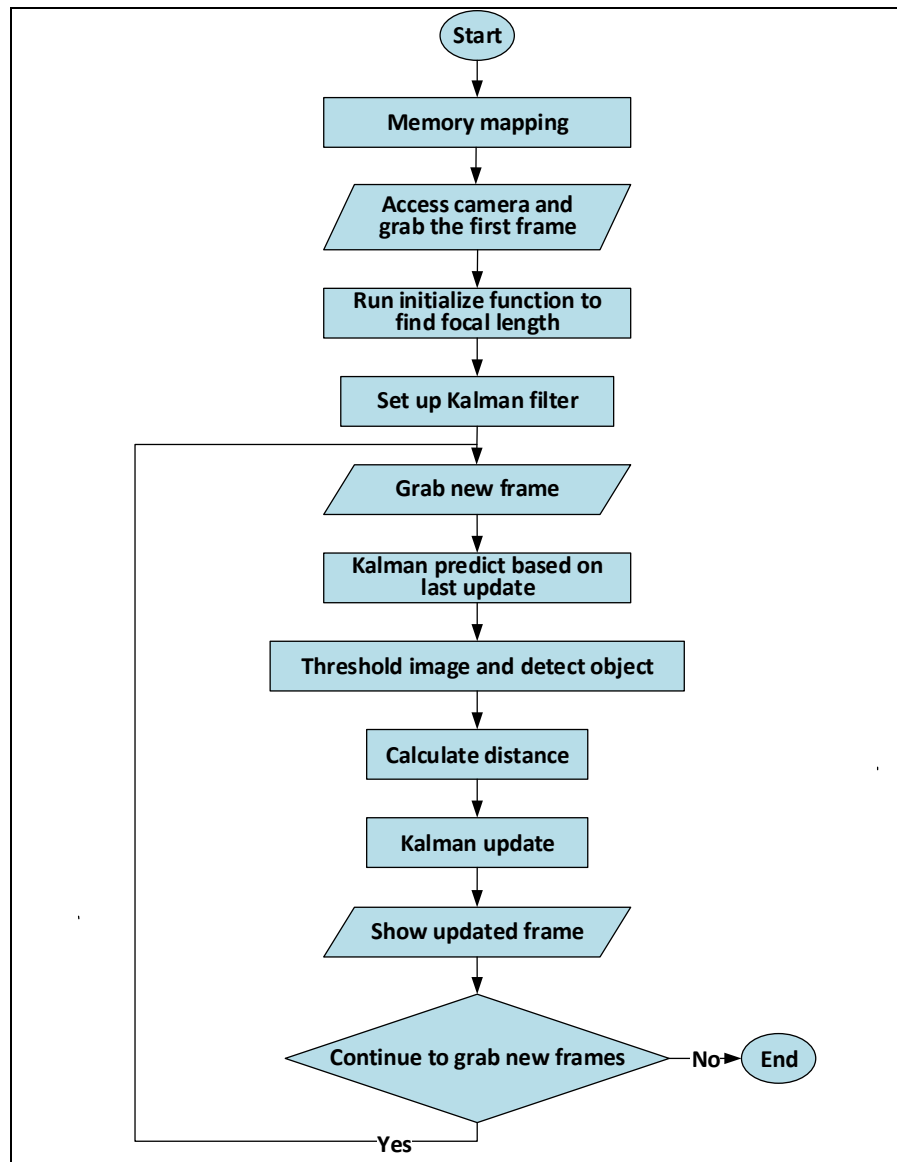 Start
Memory mapping
Access camera and
grab the first frame
Run initialize function to
find focal length
Set up Kalman filter
Grab new frame
Kalman predict based on
last update
Threshold image and detect object
Calculate distance
Kalman update
Show updated frame
Continue to grab new frames
No
End
Yes